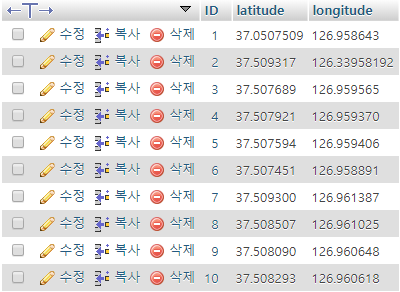 ID latitude longitude
수정 복사 삭제 1 37.0507509 126.958643
수정 복사 삭제 2 37.509317 126.33958192
수정 복사 삭제 3 37.507689 126.959565
수정 복사 삭제 4 37.507921 126.959370
수정 복사 삭제 5 37.507594 126.959406
수정 복사 삭제 6 37.507451 126.958891
수정 복사 삭제 7 37.509300 126.961387
수정 복사 삭제 8 37.508507 126.961025
수정 복사 삭제 9 37.508090 126.960648
수정 복사 삭제 10 37.508293 126.960618